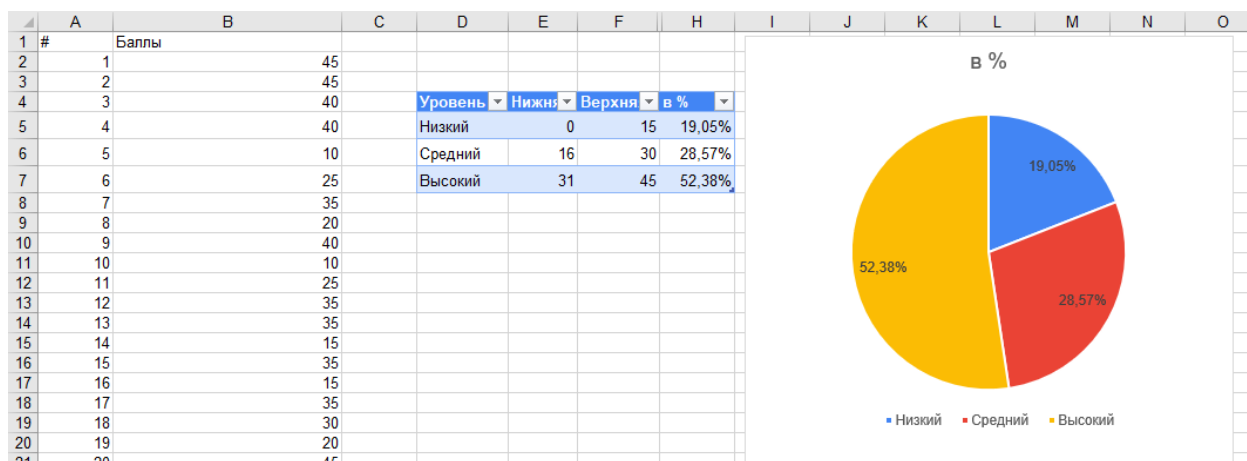 A B C D E F H I J K L M N O
1 # Баллы
2 1 45
3 2 45
4 3 40 Уровень Нижня Верхня в %
5 4 40 Низкий 0 15 19,05%
6 5 10 Средний 16 30 28,57%
7 6 25 Высокий 31 45 52,38%
8 7 35
9 8 20
10 9 40
11 10 10
12 11 25
13 12 35
14 13 35
15 14 15
16 15 35
17 16 15
18 17 35
19 18 30
20 19 20
21 20 45
в %
19,05%
52,38%
28,57%
Низкий Средний Высокий